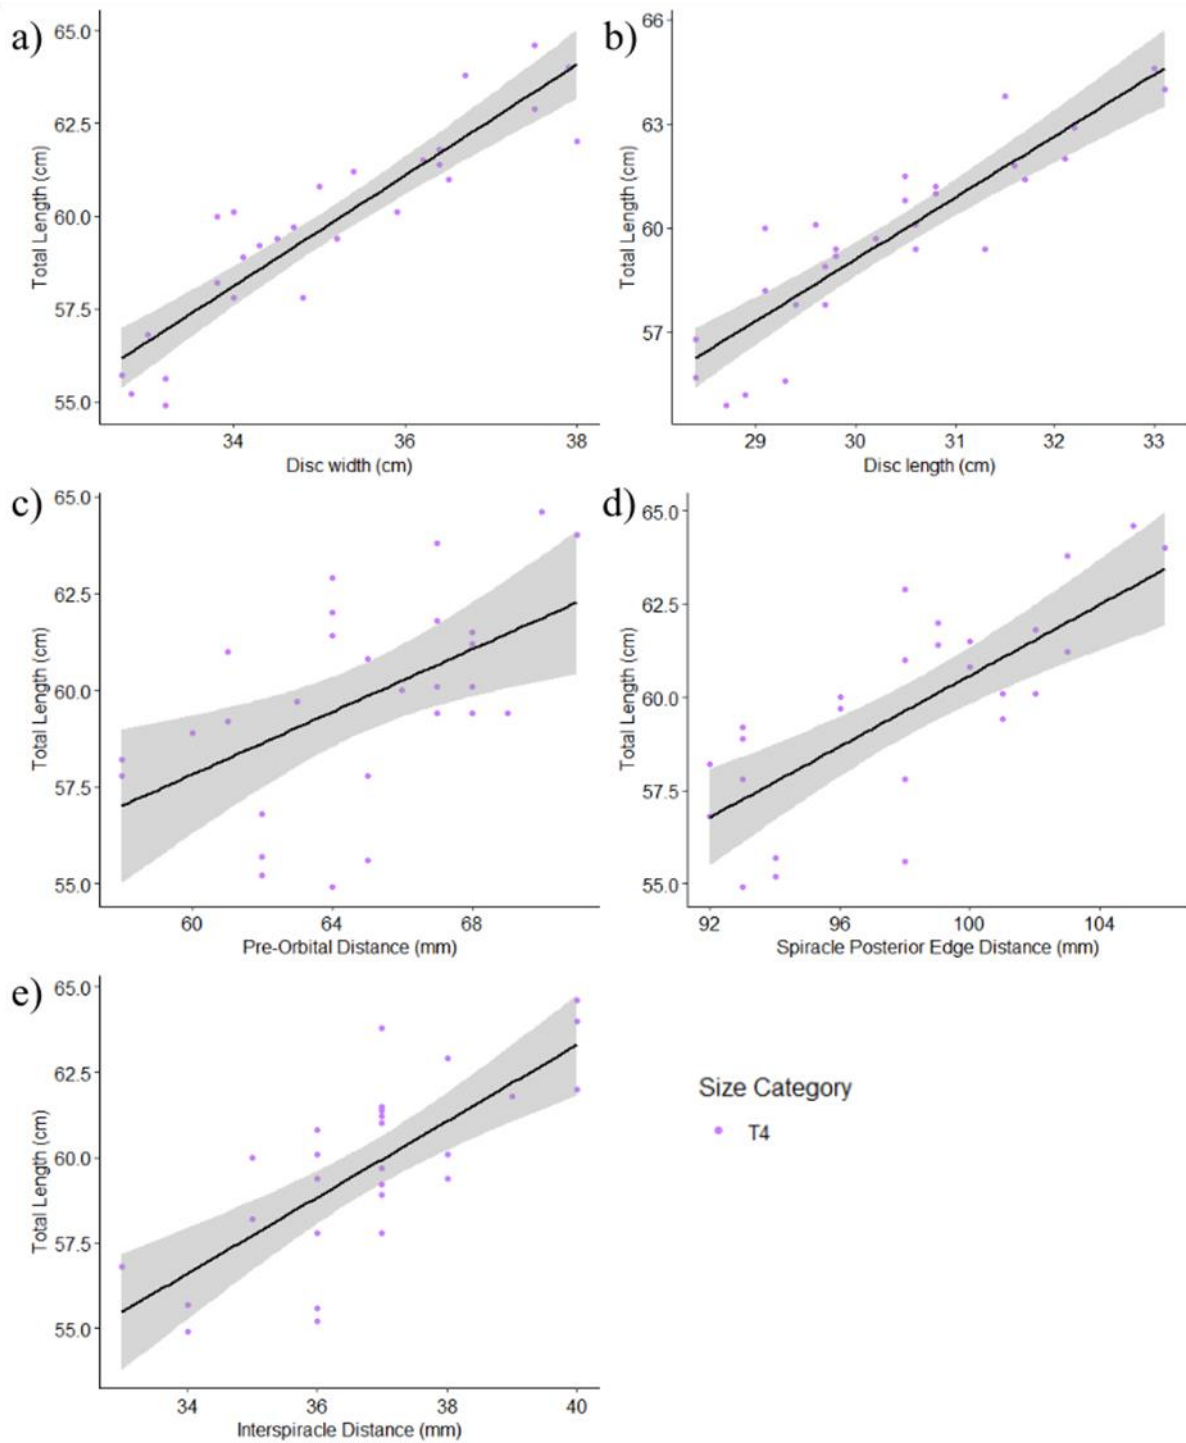 a)
65.0
62.5
60.0
57.5
55.0
Total Length (cm)
34 36 38
Disc width (cm)
b)
66
63
60
57
Total Length (cm)
29 30 31 32 33
Disc length (cm)
c)
65.0
62.5
60.0
57.5
55.0
Total Length (cm)
60 64 68
Pre-Orbital Distance (mm)
d)
65.0
62.5
60.0
57.5
55.0
Total Length (cm)
92 96 100 104
Spiracle Posterior Edge Distance (mm)
e)
65.0
62.5
60.0
57.5
55.0
Total Length (cm)
34 36 38 40
Interspiracle Distance (mm)
Size Category
T4